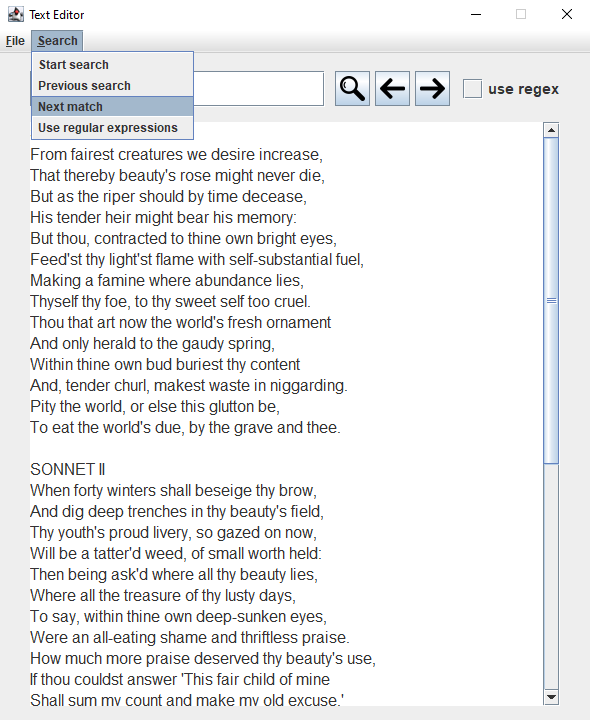 Text Editor
File Search
Start search
Previous search
Next match
Use regular expressions
use regex
From fairest creatures we desire increase,
That thereby beauty's rose might never die,
But as the riper should by time decease,
His tender heir might bear his memory:
But thou, contracted to thine own bright eyes,
Feed'st thy light'st flame with self-substantial fuel,
Making a famine where abundance lies,
Thyself thy foe, to thy sweet self too cruel.
Thou that art now the world's fresh ornament
And only herald to the gaudy spring,
Within thine own bud buriest thy content
And, tender churl, makest waste in niggarding.
Pity the world, or else this glutton be,
To eat the world's due, by the grave and thee.
SONNET II
When forty winters shall beseige thy brow,
And dig deep trenches in thy beauty's field,
Thy youth's proud livery, so gazed on now,
Will be a tatter'd weed, of small worth held:
Then being ask'd where all thy beauty lies,
Where all the treasure of thy lusty days,
To say, within thine own deep-sunken eyes,
Were an all-eating shame and thriftless praise.
How much more praise deserved thy beauty's use,
If thou couldst answer 'This fair child of mine
Shall sum my count and make my old excuse,'